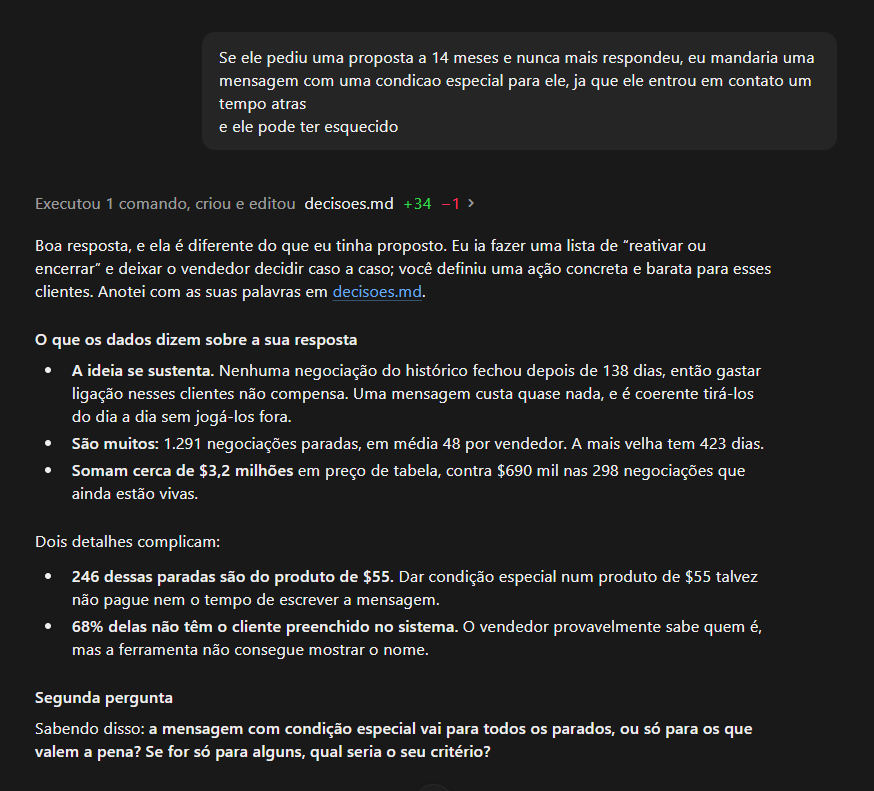 Se ele pediu uma proposta a 14 meses e nunca mais respondeu, eu mandaria uma
mensagem com uma condicao especial para ele, ja que ele entrou em contato um
tempo atras
e ele pode ter esquecido
Executou 1 comando, criou e editou decisoes.md +34 −1 >
Boa resposta, e ela é diferente do que eu tinha proposto. Eu ia fazer uma lista de “reativar ou
encerrar” e deixar o vendedor decidir caso a caso; você definiu uma ação concreta e barata para esses
clientes. Anotei com as suas palavras em decisoes.md.
O que os dados dizem sobre a sua resposta
• A ideia se sustenta. Nenhuma negociação do histórico fechou depois de 138 dias, então gastar
ligação nesses clientes não compensa. Uma mensagem custa quase nada, e é coerente tirá-los
do dia a dia sem jogá-los fora.
• São muitos: 1.291 negociações paradas, em média 48 por vendedor. A mais velha tem 423 dias.
• Somam cerca de $3,2 milhões em preço de tabela, contra $690 mil nas 298 negociações que
ainda estão vivas.
Dois detalhes complicam:
• 246 dessas paradas são do produto de $55. Dar condição especial num produto de $55 talvez
não pague nem o tempo de escrever a mensagem.
• 68% delas não têm o cliente preenchido no sistema. O vendedor provavelmente sabe quem é,
mas a ferramenta não consegue mostrar o nome.
Segunda pergunta
Sabendo disso: a mensagem com condição especial vai para todos os parados, ou só para os que
valem a pena? Se for só para alguns, qual seria o seu critério?